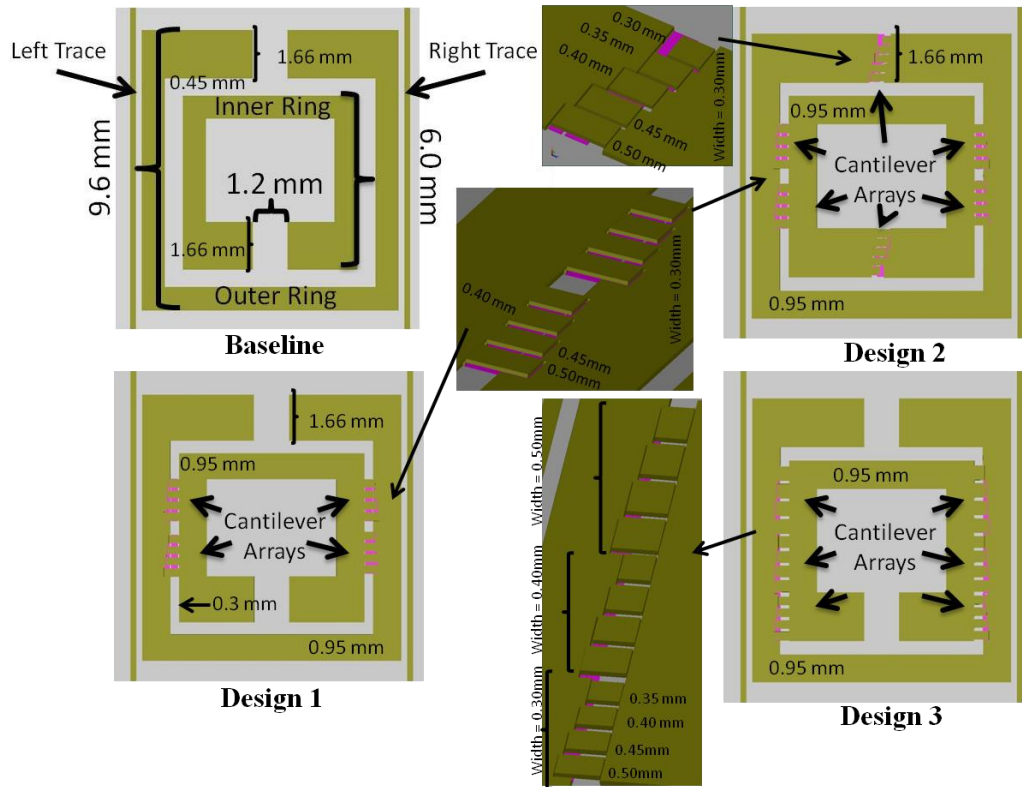 Left Trace
Right Trace
1.66 mm
0.45 mm
Inner Ring
9.6 mm
6.0 mm
1.2 mm
1.66 mm
Outer Ring
Baseline
0.30 mm
0.35 mm
0.40 mm
0.45 mm
0.50 mm
Width = 0.30mm
1.66 mm
0.95 mm
Cantilever
Arrays
0.95 mm
Design 2
0.40 mm
0.45mm
0.50mm
Width = 0.30mm
1.66 mm
0.95 mm
Cantilever
Arrays
0.3 mm
0.95 mm
Design 1
Width = 0.50mm
Width = 0.40mm
Width = 0.30mm
0.35 mm
0.40 mm
0.45mm
0.50mm
0.95 mm
Cantilever
Arrays
0.95 mm
Design 3